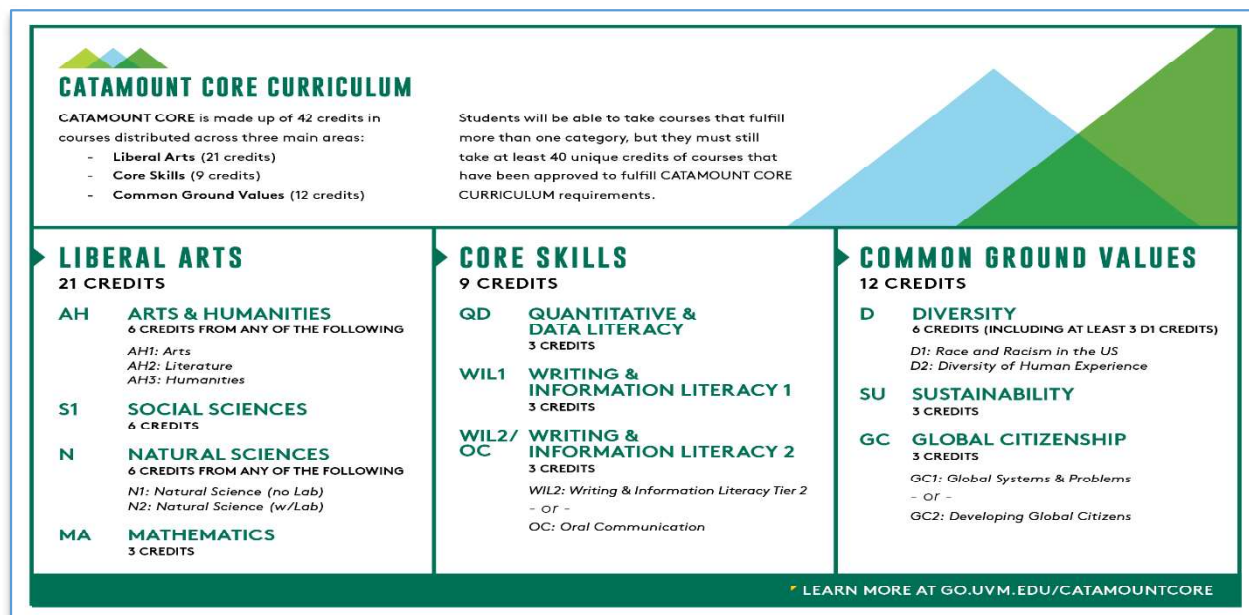 CATAMOUNT CORE CURRICULUM
CATAMOUNT CORE is made up of 42 credits in
courses distributed across three main areas:
- Liberal Arts (21 credits)
- Core Skills (9 credits)
- Common Ground Values (12 credits)
Students will be able to take courses that fulfill
more than one category, but they must still
take at least 40 unique credits of courses that
have been approved to fulfill CATAMOUNT CORE
CURRICULUM requirements.
LIBERAL ARTS
21 CREDITS
AH ARTS & HUMANITIES
6 CREDITS FROM ANY OF THE FOLLOWING
AH1: Arts
AH2: Literature
AH3: Humanities
S1 SOCIAL SCIENCES
6 CREDITS
N NATURAL SCIENCES
6 CREDITS FROM ANY OF THE FOLLOWING
N1: Natural Science (no Lab)
N2: Natural Science (w/Lab)
MA MATHEMATICS
3 CREDITS
CORE SKILLS
9 CREDITS
QD QUANTITATIVE &
DATA LITERACY
3 CREDITS
WIL1 WRITING &
INFORMATION LITERACY 1
3 CREDITS
WIL2/ WRITING &
OC INFORMATION LITERACY 2
3 CREDITS
WIL2: Writing & Information Literacy Tier 2
- or -
OC: Oral Communication
COMMON GROUND VALUES
12 CREDITS
D DIVERSITY
6 CREDITS (INCLUDING AT LEAST 3 D1 CREDITS)
D1: Race and Racism in the US
D2: Diversity of Human Experience
SU SUSTAINABILITY
3 CREDITS
GC GLOBAL CITIZENSHIP
3 CREDITS
GC1: Global Systems & Problems
- or -
GC2: Developing Global Citizens
LEARN MORE AT GO.UVM.EDU/CATAMOUNTCORE